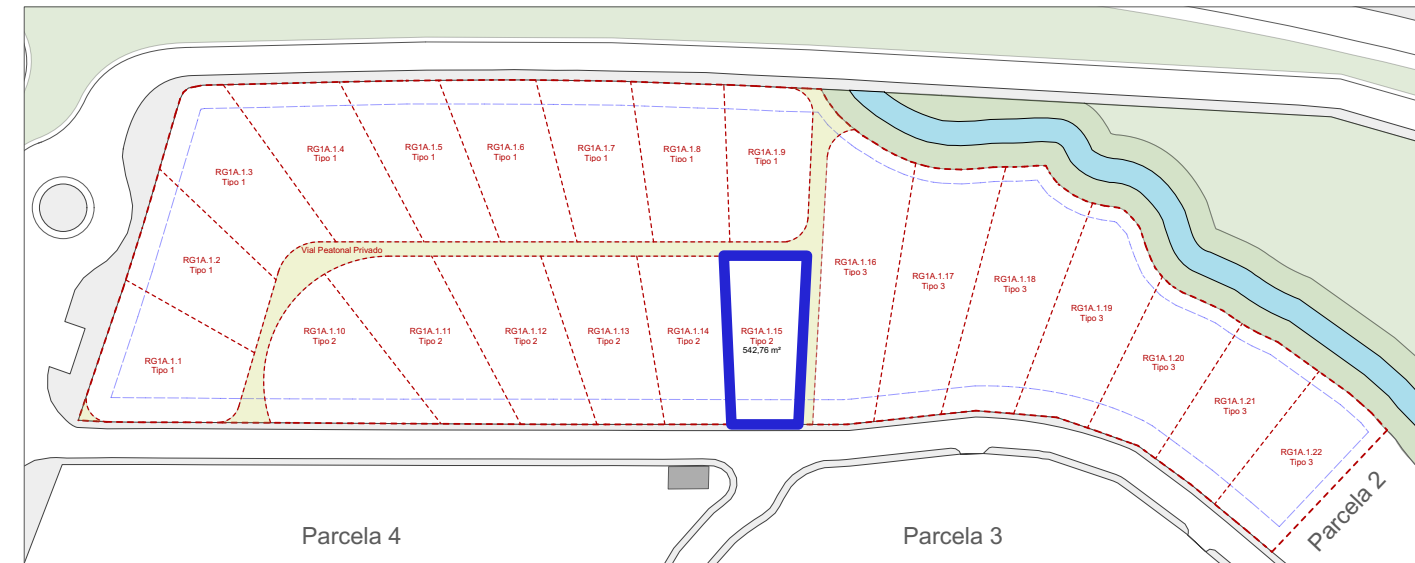 RG1A.1.4
Tipo 1
RG1A.1.5
Tipo 1
RG1A.1.6
Tipo 1
RG1A.1.7
Tipo 1
RG1A.1.8
Tipo 1
RG1A.1.9
Tipo 1
RG1A.1.3
Tipo 1
RG1A.1.2
Tipo 1
RG1A.1.1
Tipo 1
Vial Peatonal Privado
RG1A.1.10
Tipo 2
RG1A.1.11
Tipo 2
RG1A.1.12
Tipo 2
RG1A.1.13
Tipo 2
RG1A.1.14
Tipo 2
RG1A.1.15
Tipo 2
542,76 m²
RG1A.1.16
Tipo 3
RG1A.1.17
Tipo 3
RG1A.1.18
Tipo 3
RG1A.1.19
Tipo 3
RG1A.1.20
Tipo 3
RG1A.1.21
Tipo 3
RG1A.1.22
Tipo 3
Parcela 4
Parcela 3
Parcela 2